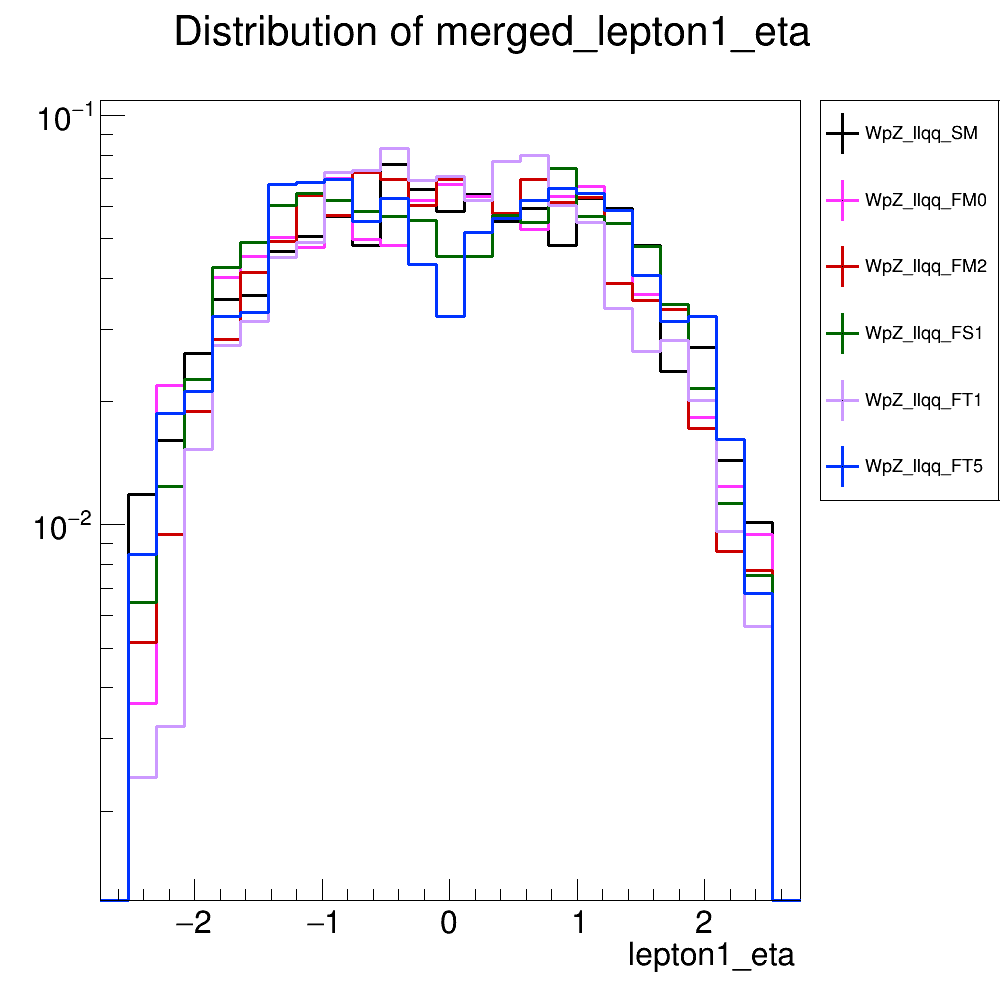 Distribution of merged_lepton1_eta
10⁻¹
10⁻²
−2 −1 0 1 2
lepton1_eta
WpZ_llqq_SM
WpZ_llqq_FM0
WpZ_llqq_FM2
WpZ_llqq_FS1
WpZ_llqq_FT1
WpZ_llqq_FT5